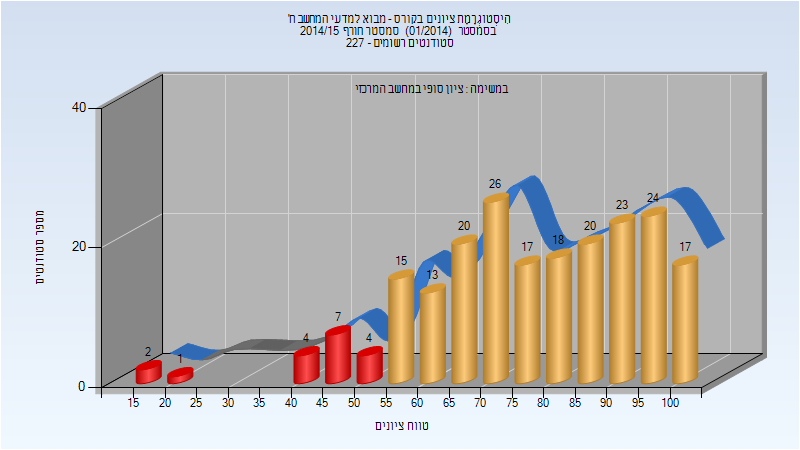 היסטוגרמת ציונים בקורס - מבוא למדעי המחשב ח'
בסמסטר (01/2014) סמסטר חורף 2014/15
סטודנטים רשומים - 227
במשימה : ציון סופי במחשב המרכזי
40
20
0
מספר סטודנטים
2
1
4
7
4
15
13
20
26
17
18
20
23
24
17
15 20 25 30 35 40 45 50 55 60 65 70 75 80 85 90 95 100
טווח ציונים